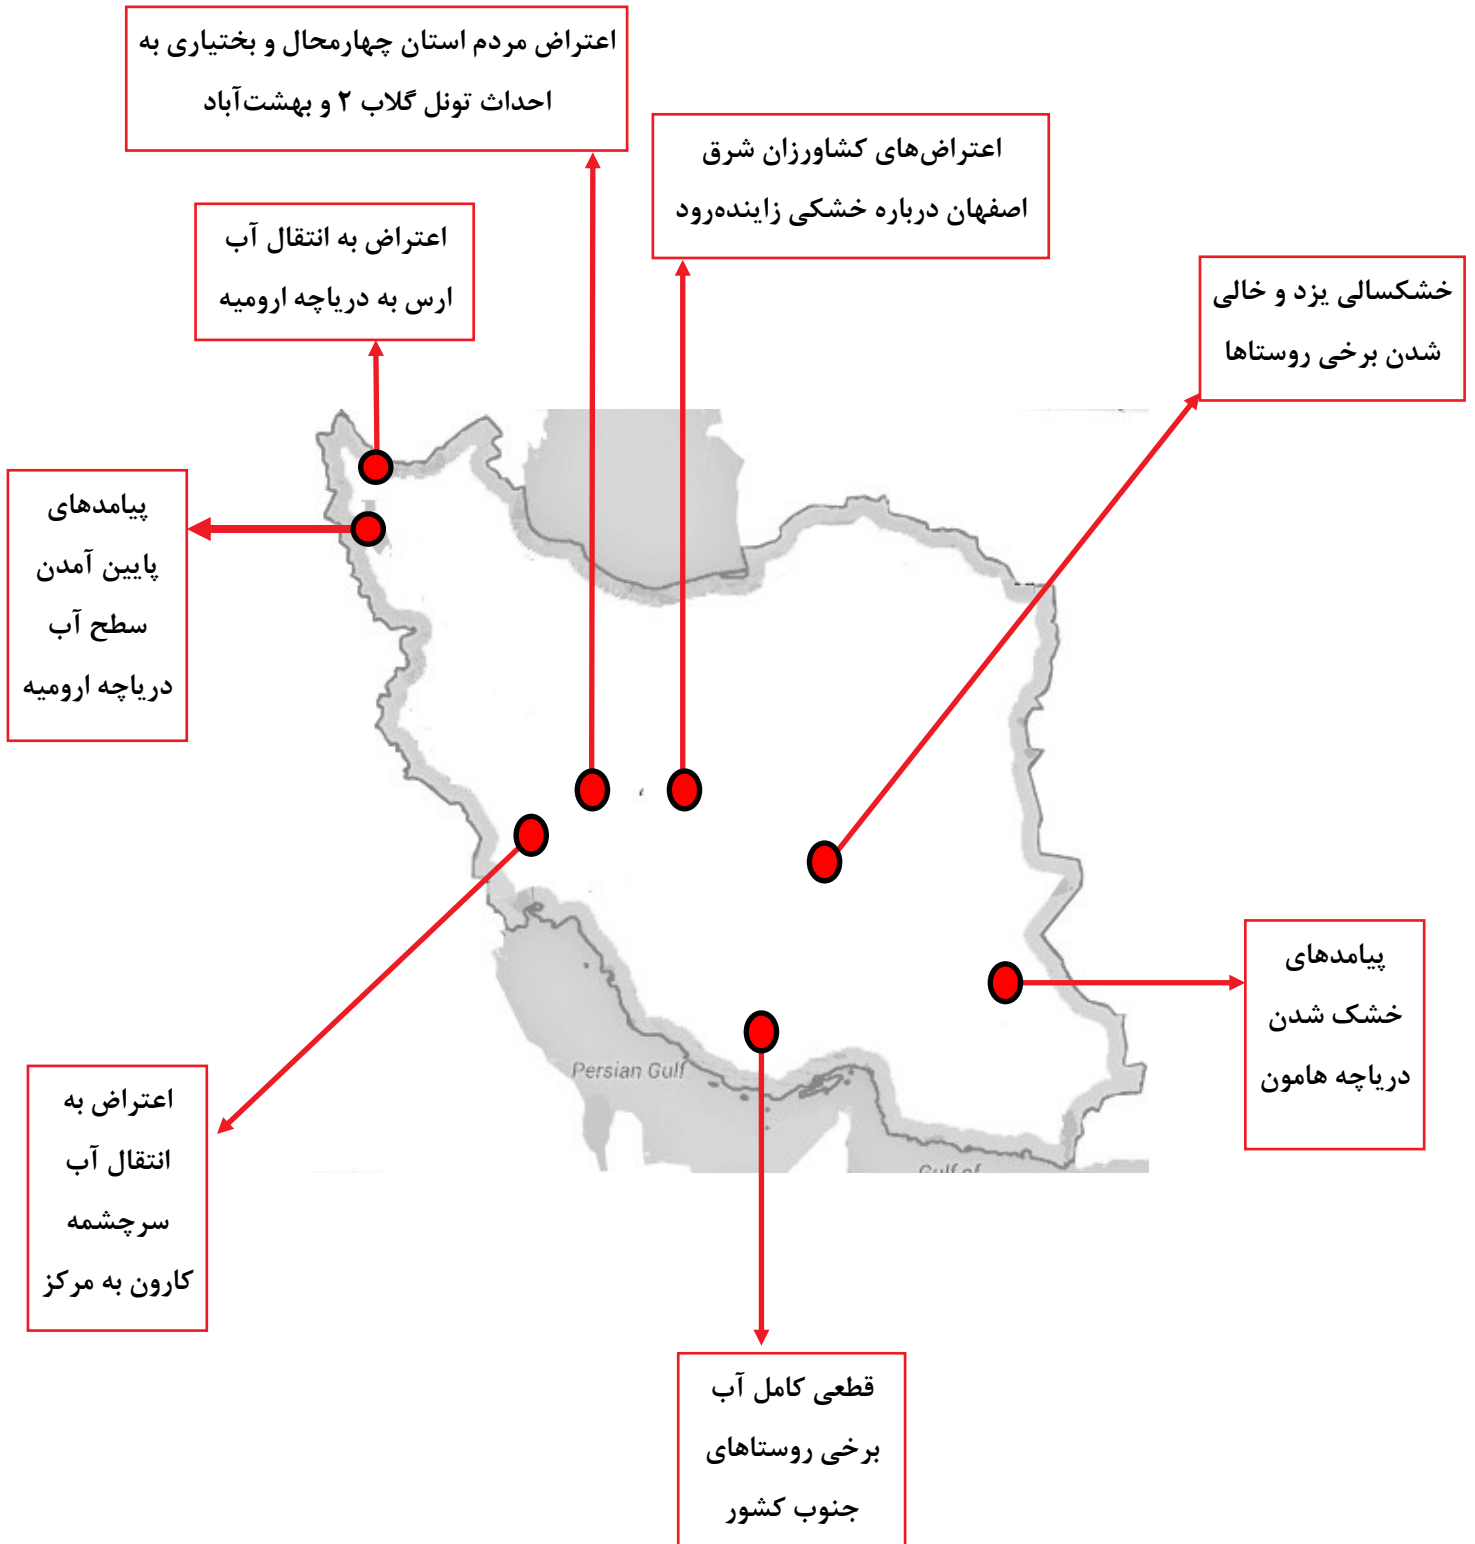 اعتراض مردم استان چهارمحال و بختیاری به
احداث تونل گلاب ۲ و بهشت‌آباد
اعتراض‌های کشاورزان شرق
اصفهان درباره خشکی زاینده‌رود
اعتراض به انتقال آب
ارس به دریاچه ارومیه
خشکسالی یزد و خالی
شدن برخی روستاها
پیامدهای
پایین آمدن
سطح آب
دریاچه ارومیه
پیامدهای
خشک شدن
دریاچه هامون
Persian Gulf
Gulf of
اعتراض به
انتقال آب
سرچشمه
کارون به مرکز
قطعی کامل آب
برخی روستاهای
جنوب کشور